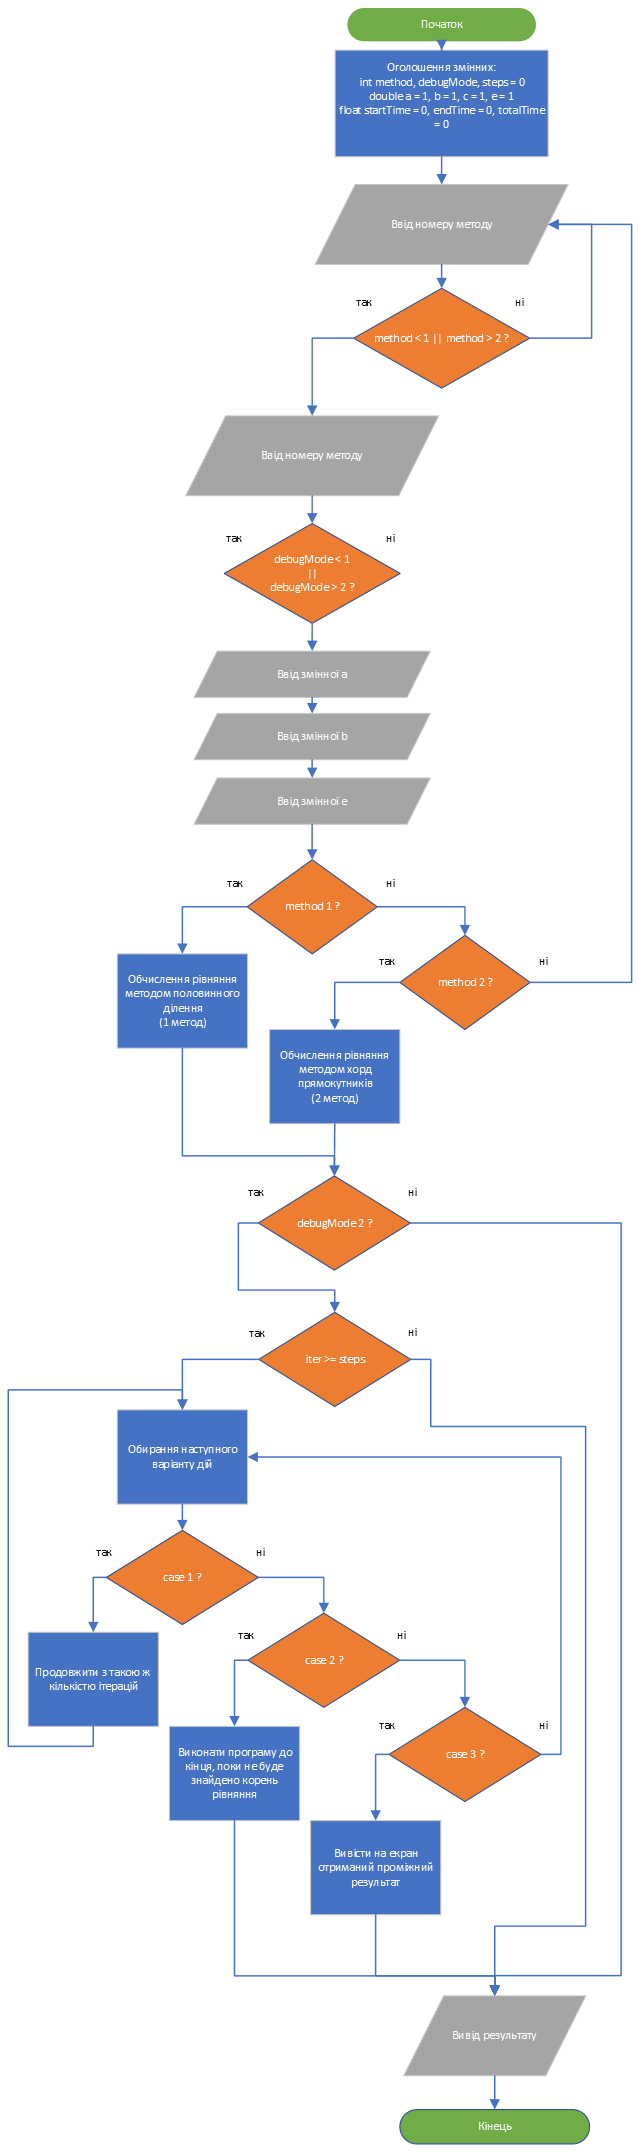 Початок
Оголошення змінних:
int method, debugMode, steps = 0
double a = 1, b = 1, c = 1, e = 1
float startTime = 0, endTime = 0, totalTime
= 0
Ввід номеру методу
так
ні
method < 1 || method > 2 ?
Ввід номеру методу
так
ні
debugMode < 1
||
debugMode > 2 ?
Ввід змінної a
Ввід змінної b
Ввід змінної e
так
ні
method 1 ?
так
ні
method 2 ?
Обчислення рівняння
методом половинного
ділення
(1 метод)
Обчислення рівняння
методом хорд
прямокутників
(2 метод)
так
ні
debugMode 2 ?
так
ні
iter >= steps
Обирання наступного
варіанту дій
так
ні
case 1 ?
так
ні
case 2 ?
Продовжити з такою ж
кількістю ітерацій
так
ні
case 3 ?
Виконати програму до
кінця, поки не буде
знайдено корень
рівняння
Вивісти на екран
отриманий проміжний
результат
Вивід результату
Кінець